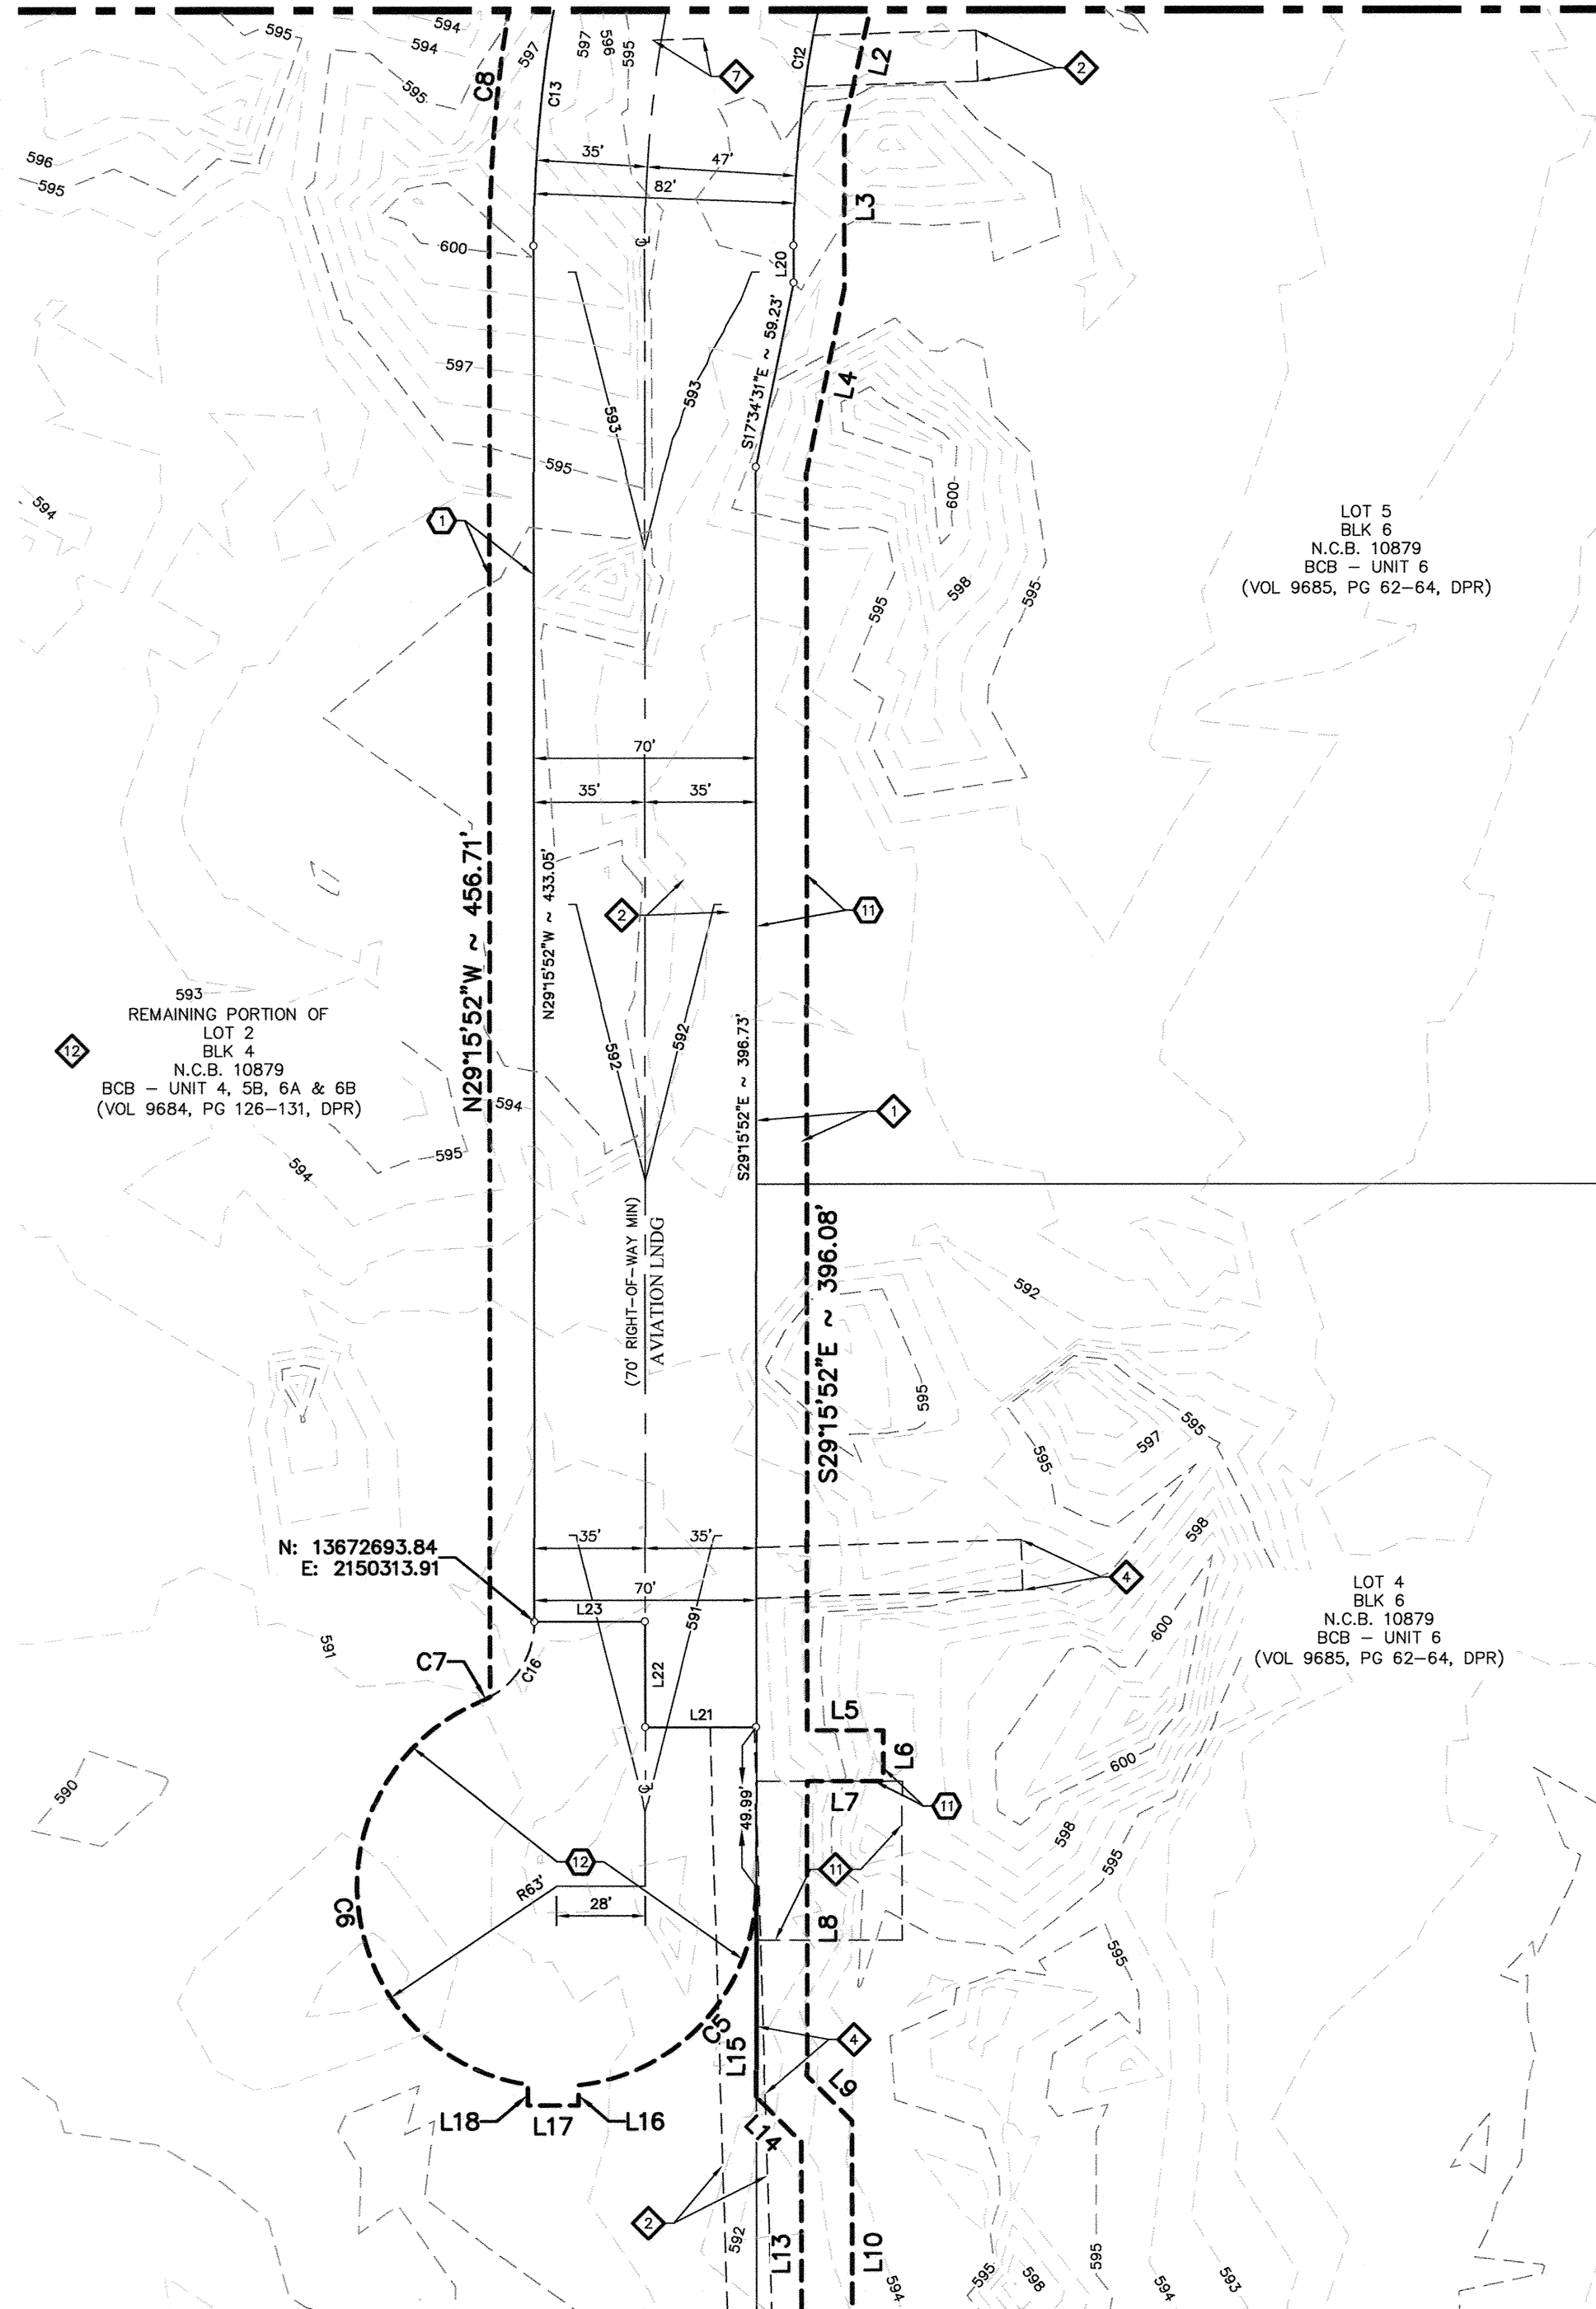 594
594
595
597
597
596
595
595
C8
C13
C12
L2
7
2
596
595
35'
47'
82'
L3
600
℄
L20
S17°34'31"E ~ 59.23'
L4
597
593
593
595
600
594
1
598
595
595
LOT 5
BLK 6
N.C.B. 10879
BCB – UNIT 6
(VOL 9685, PG 62–64, DPR)
70'
35'
35'
N29°15'52"W ~ 456.71'
N29°15'52"W ~ 433.05'
2
11
593
REMAINING PORTION OF
LOT 2
BLK 4
N.C.B. 10879
BCB – UNIT 4, 5B, 6A & 6B
(VOL 9684, PG 126–131, DPR)
12
592
592
S29°15'52"E ~ 396.73'
594
1
595
594
(70' RIGHT–OF–WAY MIN)
AVIATION LNDG
S29°15'52"E ~ 396.08'
592
595
595
597
595
598
N: 13672693.84
E: 2150313.91
35'
35'
70'
4
LOT 4
BLK 6
N.C.B. 10879
BCB – UNIT 6
(VOL 9685, PG 62–64, DPR)
L23
591
591
600
C7
C16
L22
L21
L5
L6
600
590
℄
49.99'
L7
11
598
595
12
11
R63'
28'
C6
L8
595
C5
L15
4
L9
L18
L17
L16
L14
2
592
L13
L10
594
595
598
595
594
593